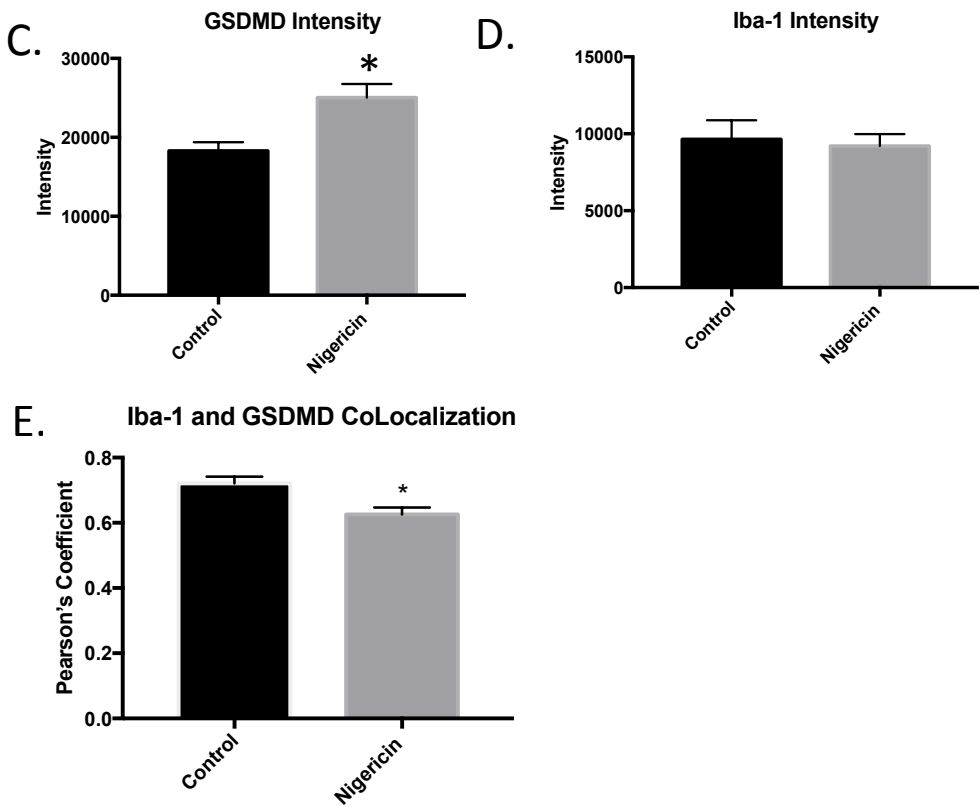 C.
GSDMD Intensity
*
30000
20000
10000
0
Intensity
Control
Nigericin
D.
Iba-1 Intensity
15000
10000
5000
0
Intensity
Control
Nigericin
E.
Iba-1 and GSDMD CoLocalization
*
0.8
0.6
0.4
0.2
0.0
Pearson's Coefficient
Control
Nigericin